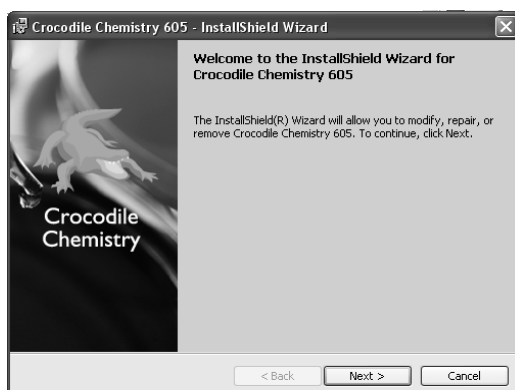 Crocodile Chemistry 605 - InstallShield Wizard
Welcome to the InstallShield Wizard for
Crocodile Chemistry 605
The InstallShield(R) Wizard will allow you to modify, repair, or
remove Crocodile Chemistry 605. To continue, click Next.
Crocodile
Chemistry
< Back
Next >
Cancel